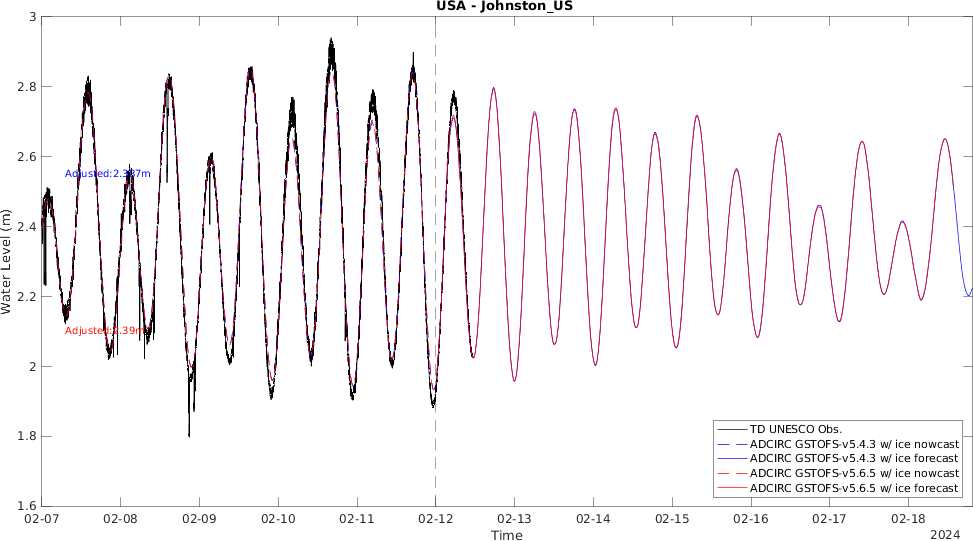 USA - Johnston_US
3
2.8
2.6
2.4
2.2
2
1.8
1.6
Water Level (m)
Adjusted:2.387m
Adjusted:2.39m
TD UNESCO Obs.
ADCIRC GSTOFS-v5.4.3 w/ ice nowcast
ADCIRC GSTOFS-v5.4.3 w/ ice forecast
ADCIRC GSTOFS-v5.6.5 w/ ice nowcast
ADCIRC GSTOFS-v5.6.5 w/ ice forecast
02-07 02-08 02-09 02-10 02-11 02-12 02-13 02-14 02-15 02-16 02-17 02-18
Time
2024